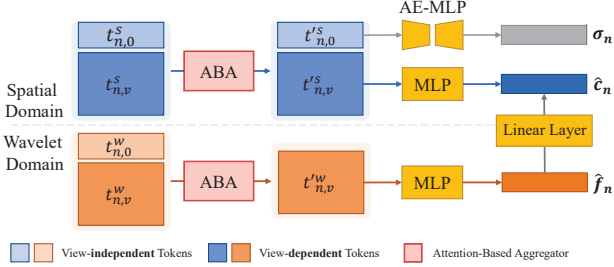 AE-MLP
t^s_{n,0}
t'^s_{n,0}
σ_n
t^s_{n,v}
ABA
t'^s_{n,v}
MLP
ĉ_n
Spatial
Domain
Wavelet
Domain
Linear Layer
t^w_{n,0}
t^w_{n,v}
ABA
t'^w_{n,v}
MLP
f̂_n
View-independent Tokens
View-dependent Tokens
Attention-Based Aggregator